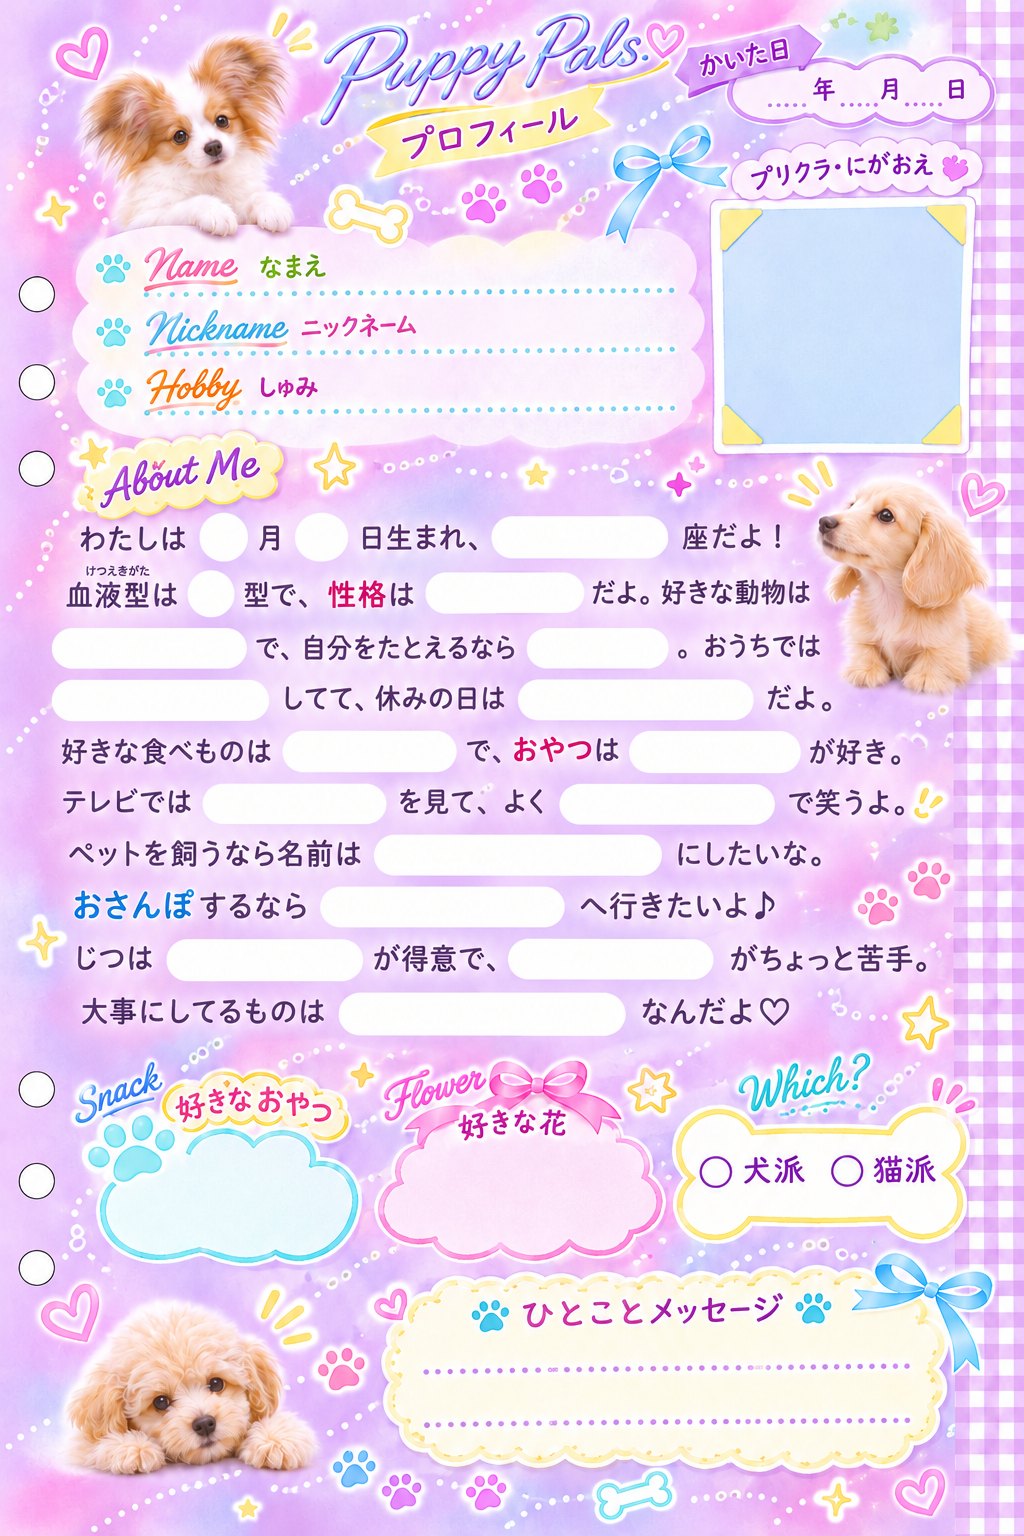 Puppy Pals.
プロフィール
かいた日
年 月 日
プリクラ・にがおえ
Name なまえ
Nickname ニックネーム
Hobby しゅみ
About Me
わたしは 月 日生まれ、 座だよ！
けつえきがた
血液型は 型で、性格は だよ。好きな動物は
で、自分をたとえるなら 。おうちでは
してて、休みの日は だよ。
好きな食べものは で、おやつは が好き。
テレビでは を見て、よく で笑うよ。
ペットを飼うなら名前は にしたいな。
おさんぽするなら へ行きたいよ♪
じつは が得意で、 がちょっと苦手。
大事にしてるものは なんだよ♡
Snack
好きなおやつ
Flower
好きな花
Which?
犬派 猫派
ひとことメッセージ